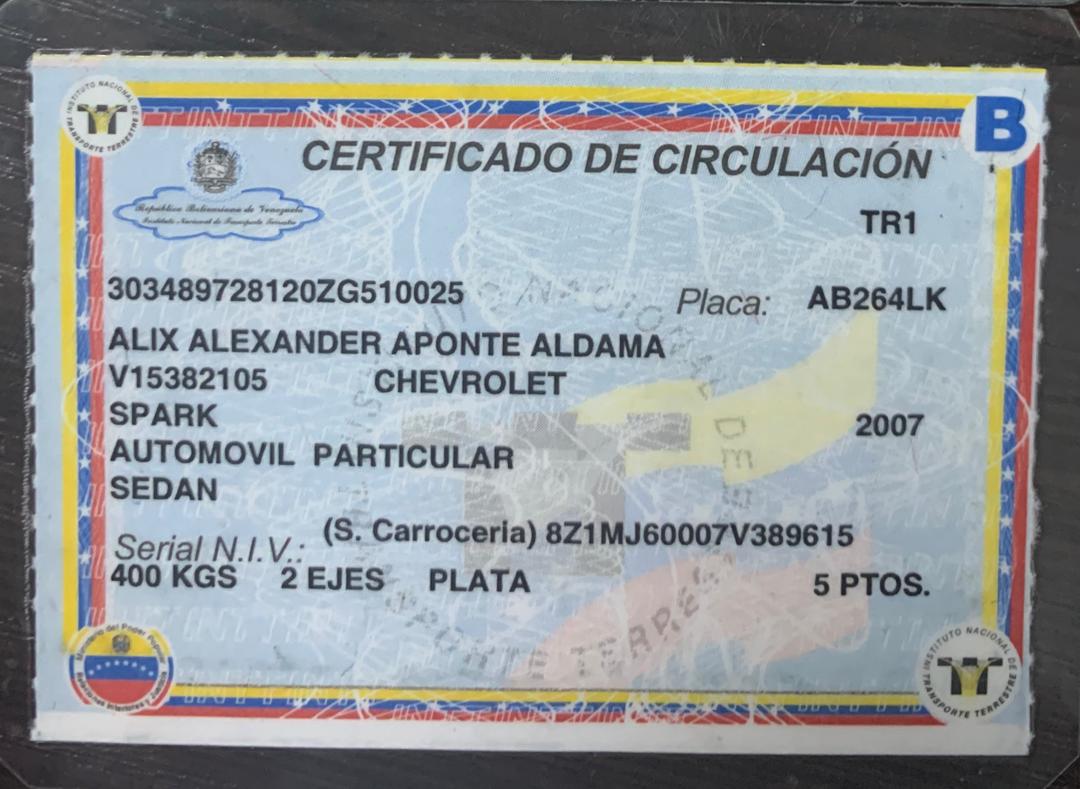 INSTITUTO NACIONAL DE TRANSPORTE TERRESTRE
B
CERTIFICADO DE CIRCULACIÓN
República Bolivariana de Venezuela
Instituto Nacional de Transporte Terrestre
TR1
303489728120ZG510025 Placa: AB264LK
ALIX ALEXANDER APONTE ALDAMA
V15382105 CHEVROLET
SPARK 2007
AUTOMOVIL PARTICULAR
SEDAN
Serial N.I.V.: (S. Carroceria) 8Z1MJ60007V389615
400 KGS 2 EJES PLATA 5 PTOS.
Ministerio del Poder Popular
Relaciones Interiores y Justicia
INSTITUTO NACIONAL DE TRANSPORTE TERRESTRE